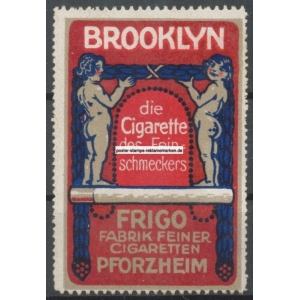 BROOKLYN
die
Cigarette
des Fein-
schmeckers
FRIGO
FABRIK FEINER
CIGARETTEN
PFORZHEIM